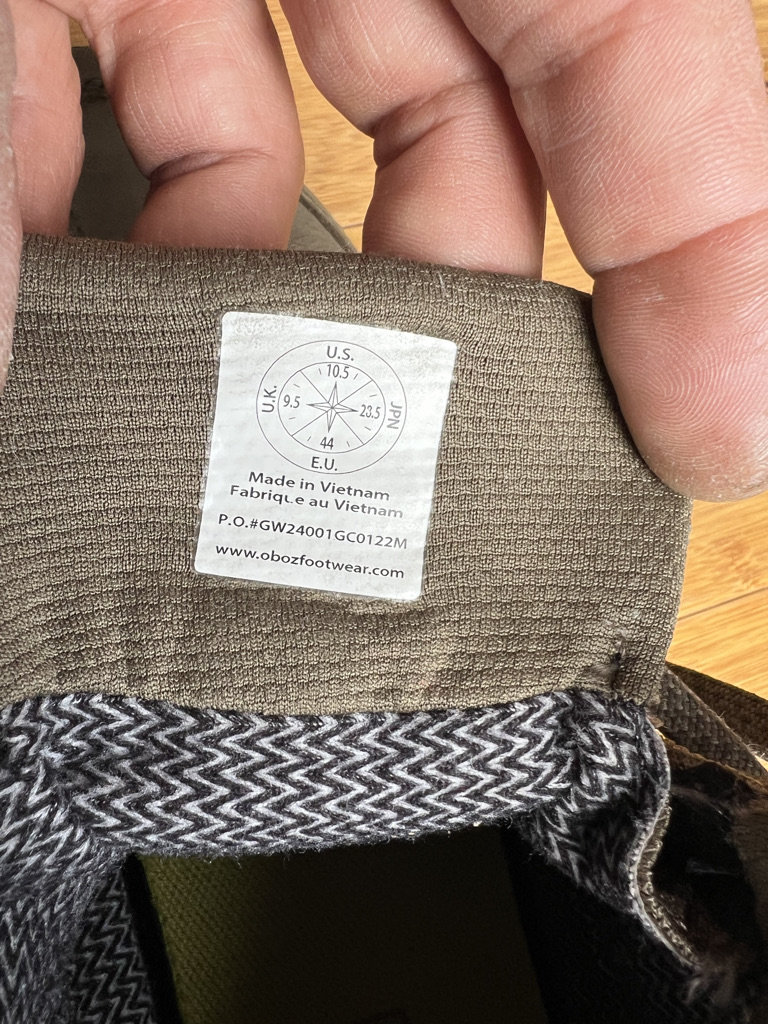 U.S.
10.5
U.K.
9.5
23.5
JPN
44
E.U.
Made in Vietnam
Fabrique au Vietnam
P.O.#GW24001GC0122M
www.obozfootwear.com